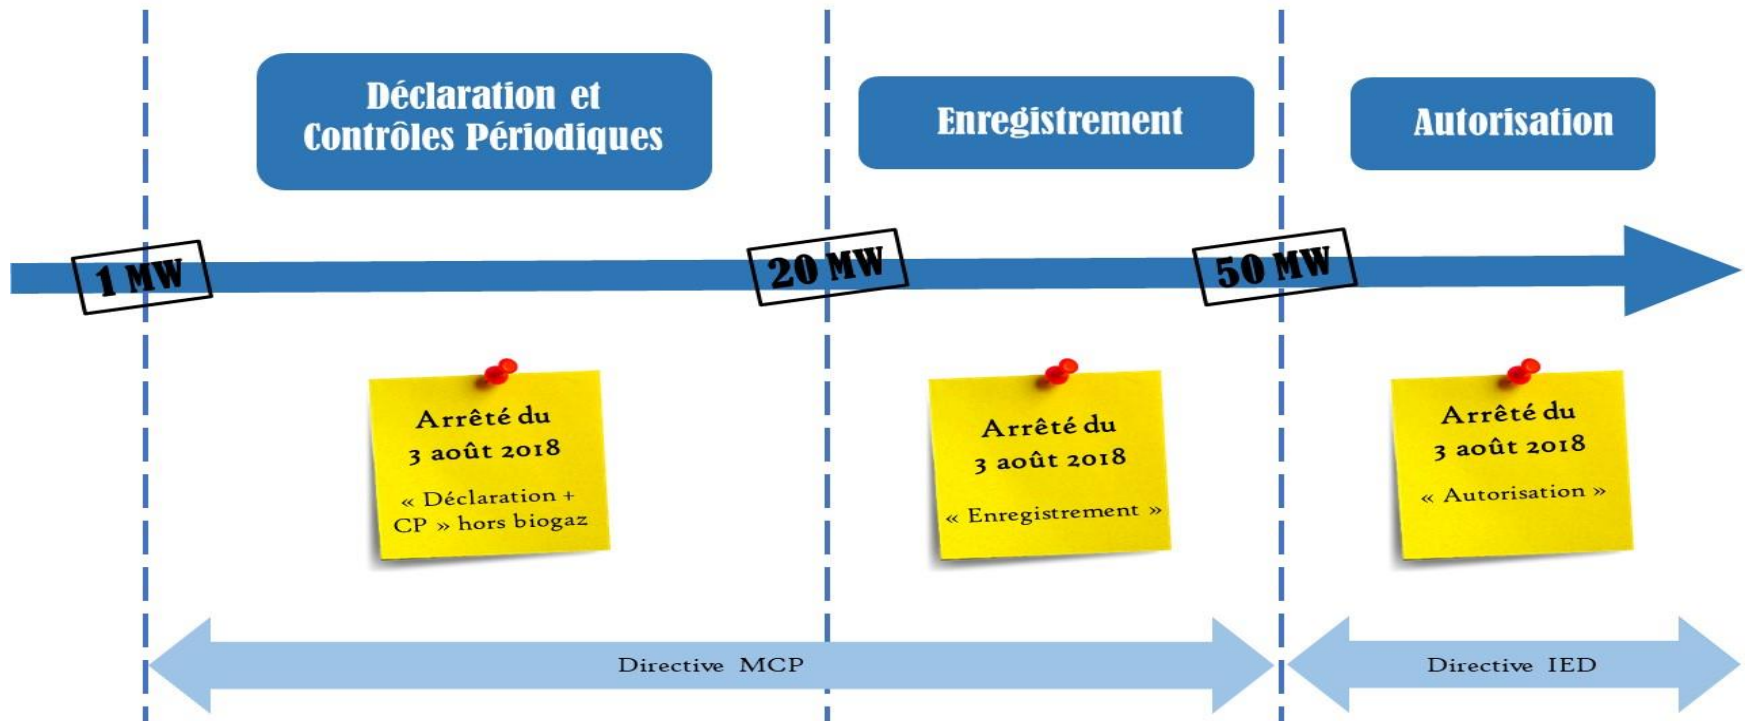 Déclaration et
Contrôles Périodiques
Enregistrement
Autorisation
1 MW
20 MW
50 MW
Arrêté du
3 août 2018
« Déclaration +
CP » hors biogaz
Arrêté du
3 août 2018
« Enregistrement »
Arrêté du
3 août 2018
« Autorisation »
Directive MCP
Directive IED